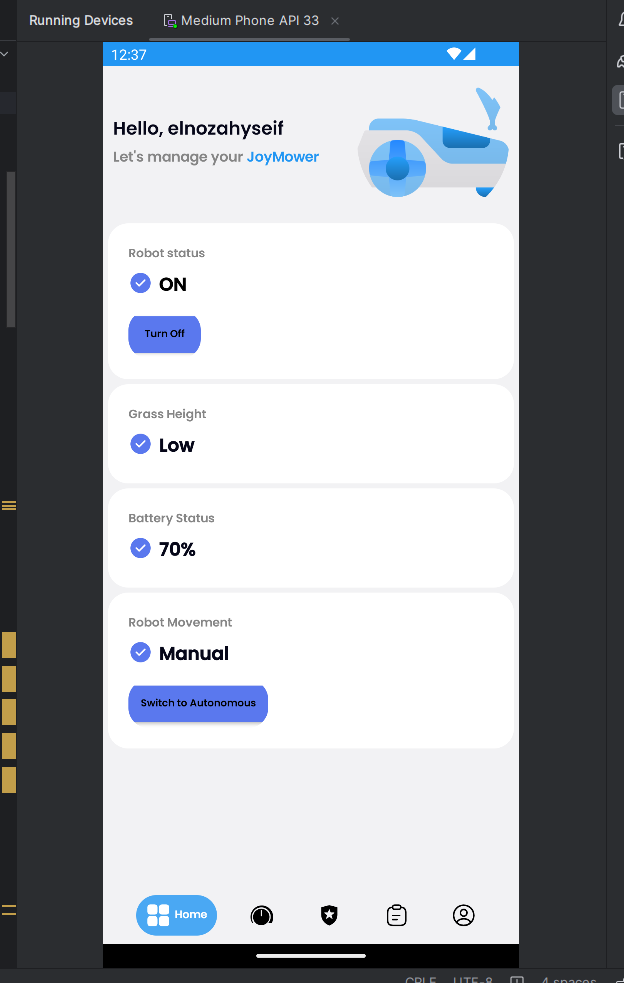 Running Devices
Medium Phone API 33
12:37
Hello, elnozahyseif
Let's manage your JoyMower
Robot status
ON
Turn Off
Grass Height
Low
Battery Status
70%
Robot Movement
Manual
Switch to Autonomous
Home
CRLF UTF-8 4 spaces